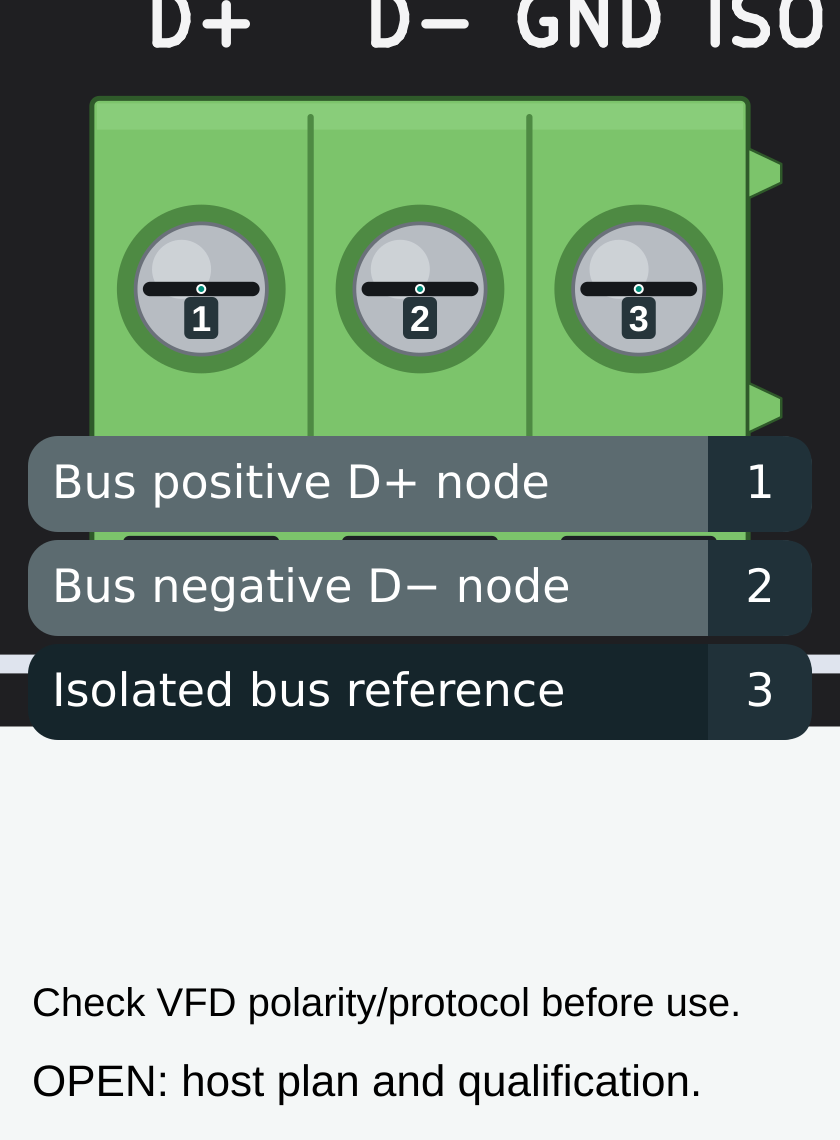 D+ D− GND ISO
1 2 3
Bus positive D+ node 1
Bus negative D− node 2
Isolated bus reference 3
Check VFD polarity/protocol before use.
OPEN: host plan and qualification.